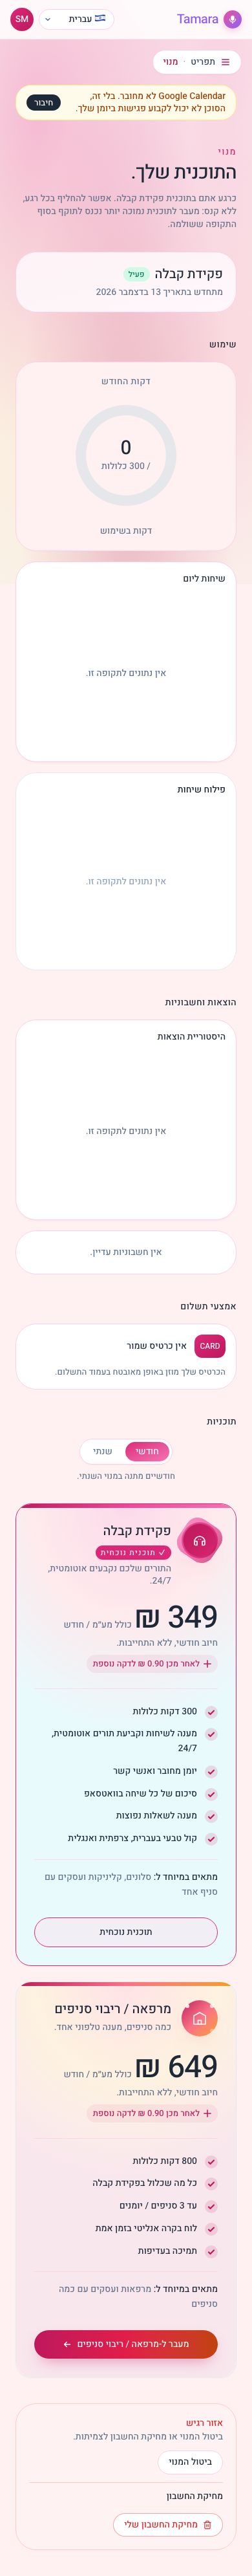 Tamara
עברית
SM
תפריט · מנוי
Google Calendar לא מחובר. בלי זה,
הסוכן לא יכול לקבוע פגישות ביומן שלך.
חיבור
מנוי
התוכנית שלך.
כרגע אתם בתוכנית פקידת קבלה. אפשר להחליף בכל רגע,
ללא קנס: מעבר לתוכנית נמוכה יותר נכנס לתוקף בסוף
התקופה ששולמה.
פקידת קבלה פעיל
מתחדש בתאריך 13 בדצמבר 2026
שימוש
דקות החודש
0
/ 300 כלולות
דקות בשימוש
שיחות ליום
אין נתונים לתקופה זו.
פילוח שיחות
אין נתונים לתקופה זו.
הוצאות וחשבוניות
היסטוריית הוצאות
אין נתונים לתקופה זו.
אין חשבוניות עדיין.
אמצעי תשלום
CARD
אין כרטיס שמור
הכרטיס שלך מוזן באופן מאובטח בעמוד התשלום.
תוכניות
חודשי
שנתי
חודשיים מתנה במנוי השנתי.
פקידת קבלה
תוכנית נוכחית
התורים שלכם נקבעים אוטומטית,
24/7.
349 ₪ כולל מע״מ / חודש
חיוב חודשי, ללא התחייבות.
לאחר מכן 0.90 ₪ לדקה נוספת
300 דקות כלולות
מענה לשיחות וקביעת תורים אוטומטית,
24/7
יומן מחובר ואנשי קשר
סיכום של כל שיחה בוואטסאפ
מענה לשאלות נפוצות
קול טבעי בעברית, צרפתית ואנגלית
מתאים במיוחד ל: סלונים, קליניקות ועסקים עם
סניף אחד
תוכנית נוכחית
מרפאה / ריבוי סניפים
כמה סניפים, מענה טלפוני אחד.
649 ₪ כולל מע״מ / חודש
חיוב חודשי, ללא התחייבות.
לאחר מכן 0.90 ₪ לדקה נוספת
800 דקות כלולות
כל מה שכלול בפקידת קבלה
עד 3 סניפים / יומנים
לוח בקרה אנליטי בזמן אמת
תמיכה בעדיפות
מתאים במיוחד ל: מרפאות ועסקים עם כמה
סניפים
מעבר ל-מרפאה / ריבוי סניפים ←
אזור רגיש
ביטול המנוי או מחיקת החשבון לצמיתות.
ביטול המנוי
מחיקת החשבון
מחיקת החשבון שלי